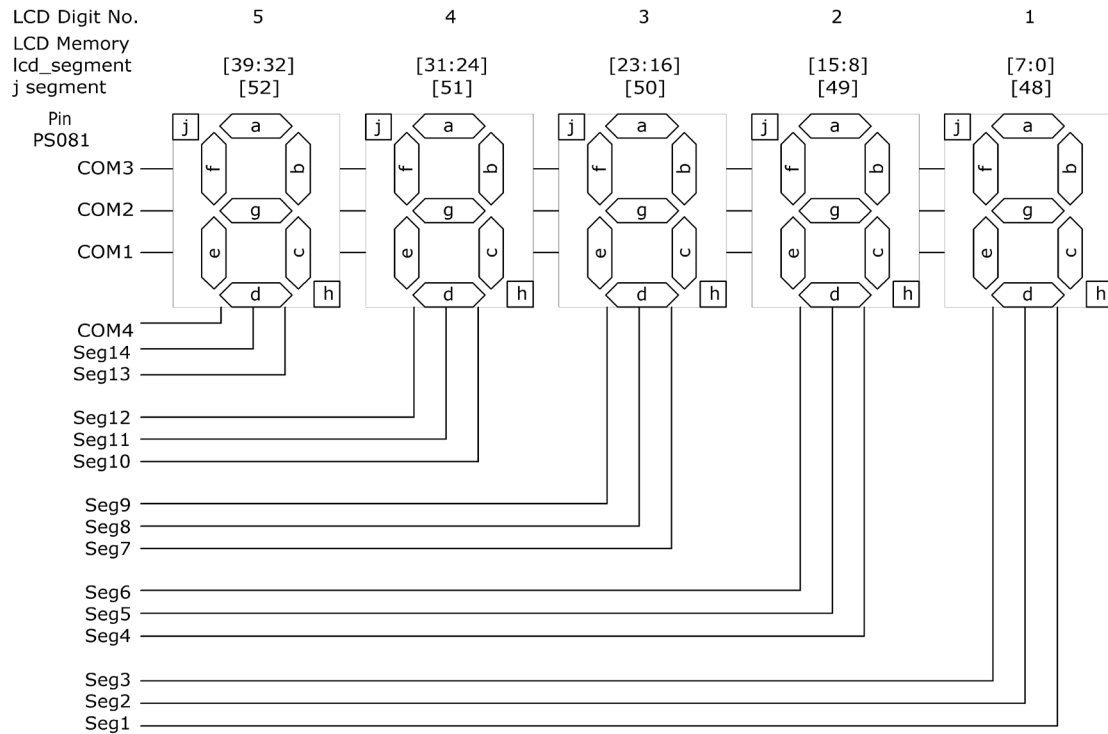 LCD Digit No. 5 4 3 2 1
LCD Memory
lcd_segment [39:32] [31:24] [23:16] [15:8] [7:0]
j segment [52] [51] [50] [49] [48]
Pin
PS081
j a j a j a j a j a
COM3 f b f b f b f b f b
COM2 g g g g g
COM1 e c e c e c e c e c
d h d h d h d h d h
COM4
Seg14
Seg13
Seg12
Seg11
Seg10
Seg9
Seg8
Seg7
Seg6
Seg5
Seg4
Seg3
Seg2
Seg1